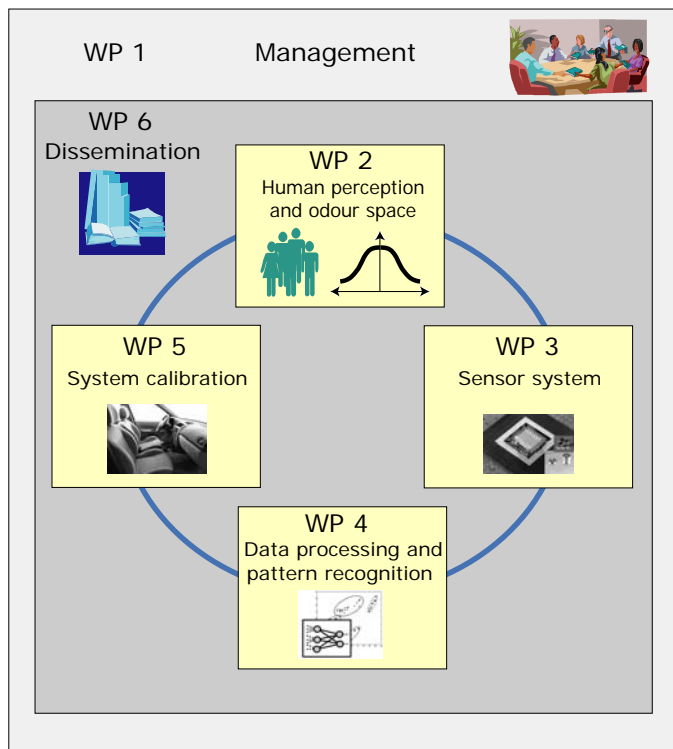 WP 1 Management
WP 6
Dissemination
WP 2
Human perception
and odour space
WP 5
System calibration
WP 3
Sensor system
WP 4
Data processing and
pattern recognition